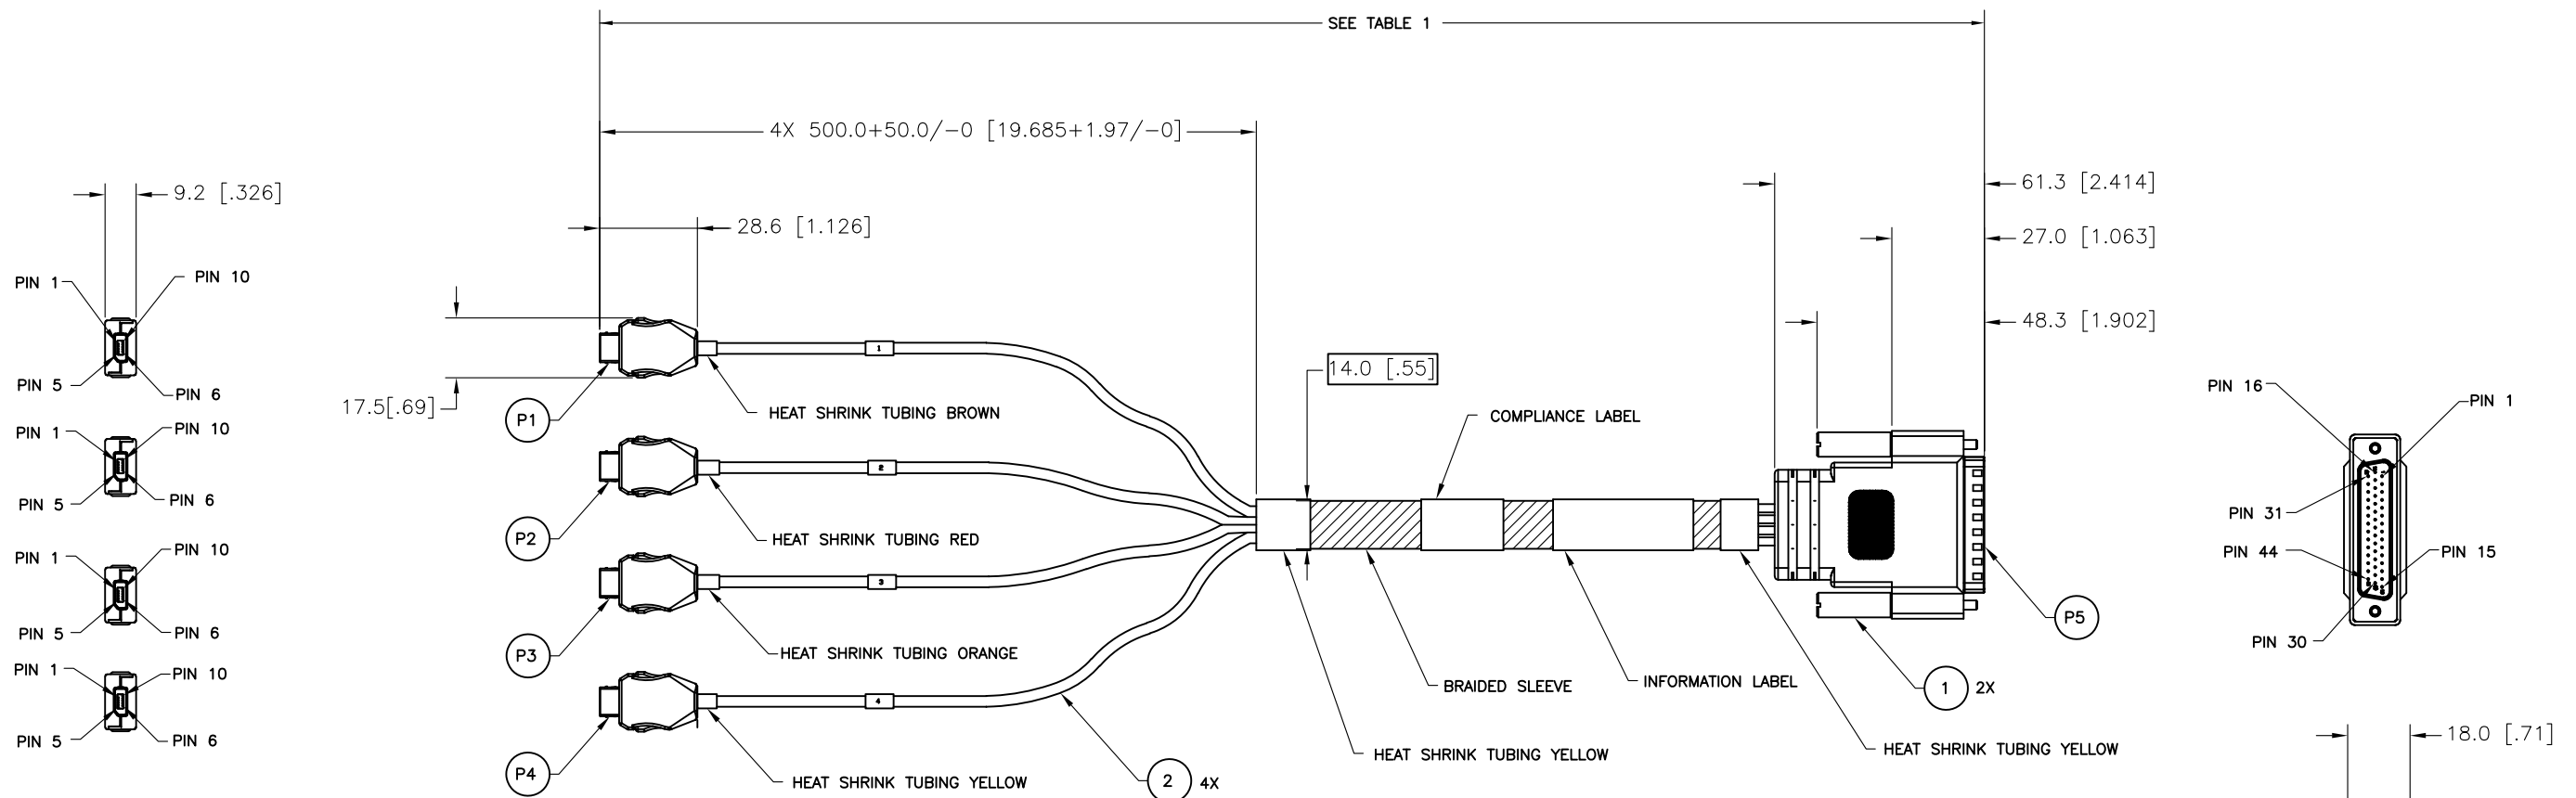 SEE TABLE 1
4X 500.0+50.0/-0 [19.685+1.97/-0]
9.2 [.326]
61.3 [2.414]
28.6 [1.126]
27.0 [1.063]
PIN 1
PIN 10
48.3 [1.902]
1
14.0 [.55]
PIN 5
PIN 6
17.5[.69]
HEAT SHRINK TUBING BROWN
P1
COMPLIANCE LABEL
PIN 16
PIN 1
PIN 1
PIN 10
2
PIN 5
PIN 6
P2
HEAT SHRINK TUBING RED
PIN 31
PIN 44
PIN 15
PIN 1
PIN 10
3
PIN 5
PIN 6
P3
HEAT SHRINK TUBING ORANGE
P5
PIN 30
PIN 1
PIN 10
4
BRAIDED SLEEVE
INFORMATION LABEL
1
2X
PIN 5
PIN 6
P4
HEAT SHRINK TUBING YELLOW
2
4X
HEAT SHRINK TUBING YELLOW
HEAT SHRINK TUBING YELLOW
18.0 [.71]